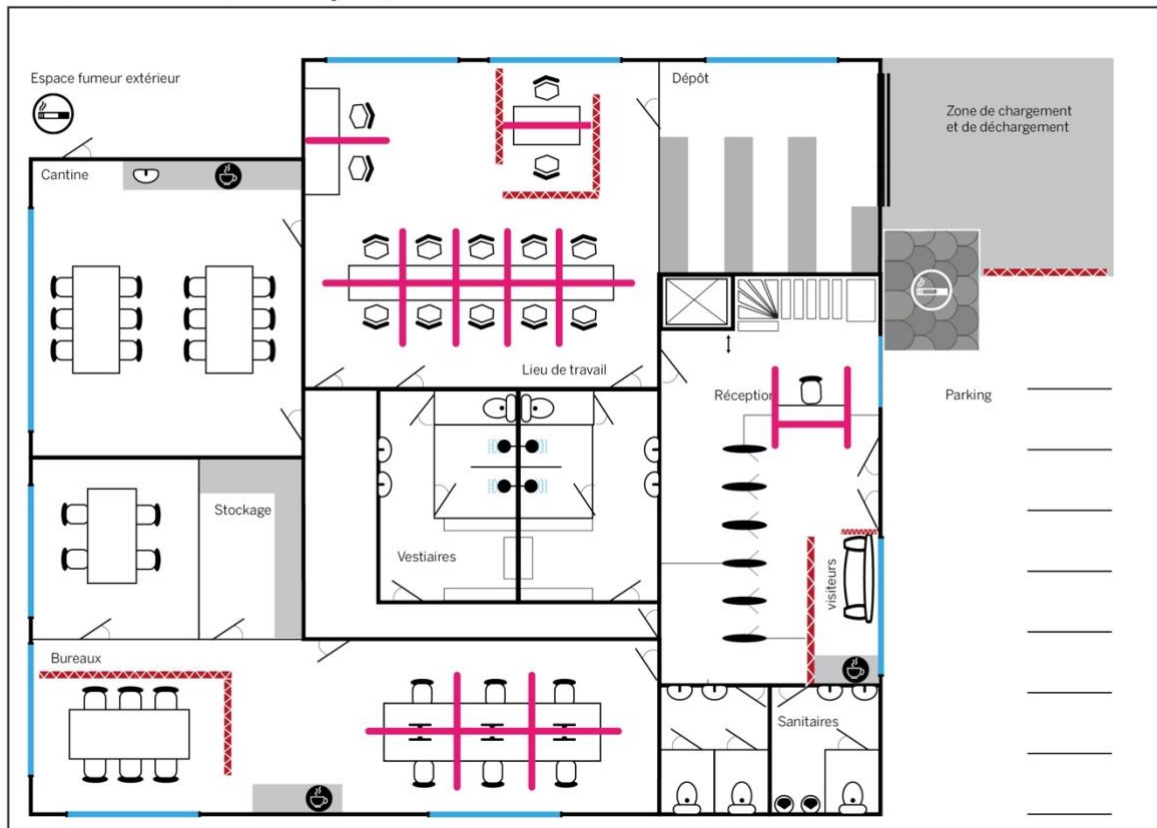 Espace fumeur extérieur
Dépôt
Zone de chargement
et de déchargement
Cantine
Lieu de travail
Réception
Parking
Stockage
Vestiaires
visiteurs
Bureaux
Sanitaires